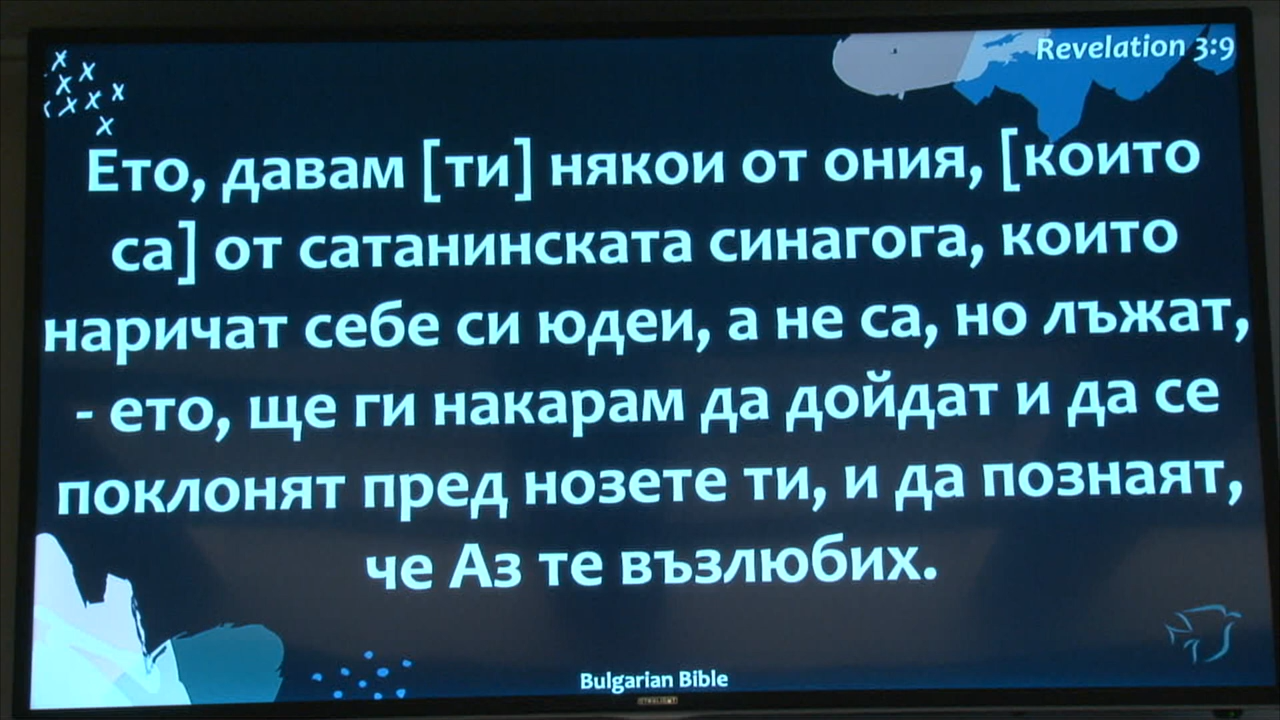 Revelation 3:9
Ето, давам [ти] някои от ония, [които
са] от сатанинската синагога, които
наричат себе си юдеи, а не са, но лъжат,
- ето, ще ги накарам да дойдат и да се
поклонят пред нозете ти, и да познаят,
че Аз те възлюбих.
Bulgarian Bible